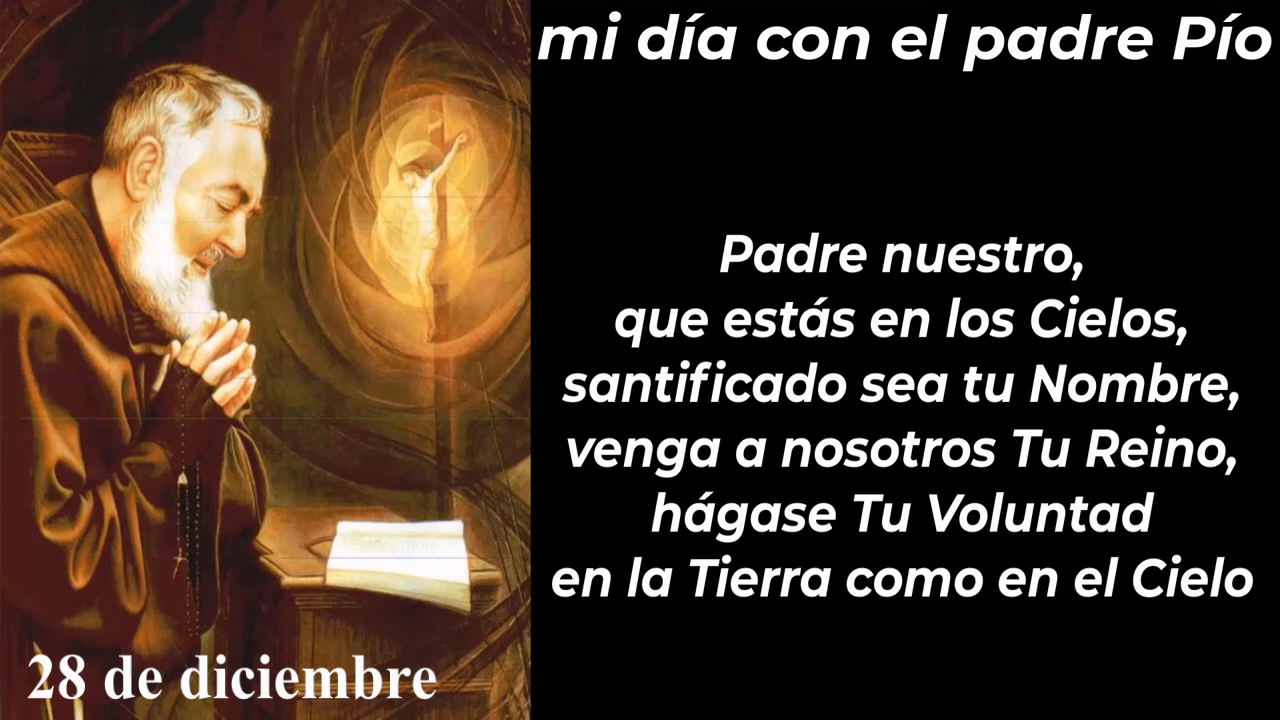 mi día con el padre Pío
Padre nuestro,
que estás en los Cielos,
santificado sea tu Nombre,
venga a nosotros Tu Reino,
hágase Tu Voluntad
en la Tierra como en el Cielo
28 de diciembre